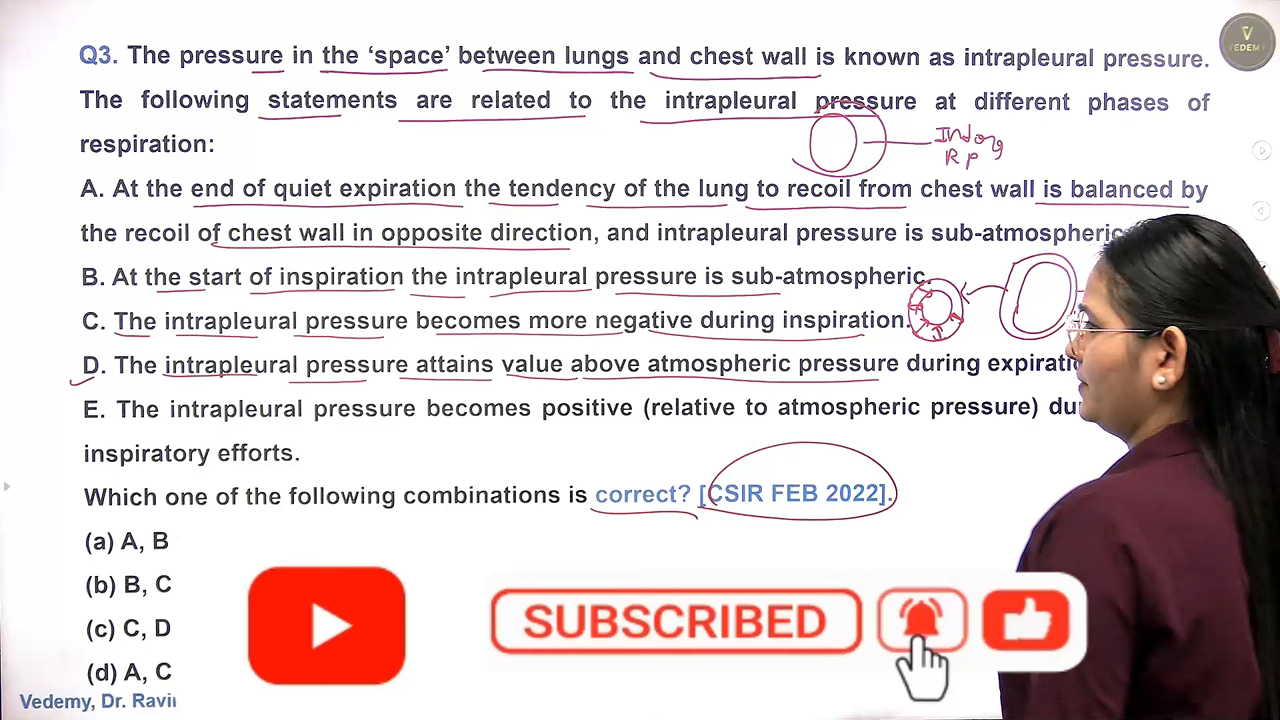 Q3. The pressure in the ‘space’ between lungs and chest wall is known as intrapleural pressure.
The following statements are related to the intrapleural pressure at different phases of
respiration:
A. At the end of quiet expiration the tendency of the lung to recoil from chest wall is balanced by
the recoil of chest wall in opposite direction, and intrapleural pressure is sub-atmospheric
B. At the start of inspiration the intrapleural pressure is sub-atmospheric.
C. The intrapleural pressure becomes more negative during inspiration.
D. The intrapleural pressure attains value above atmospheric pressure during
E. The intrapleural pressure becomes positive (relative to atmospheric pressure)
inspiratory efforts.
Which one of the following combinations is correct? [CSIR FEB 2022].
(a) A, B
(b) B, C
(c) C, D
(d) A, C
Vedemy, Dr.
SUBSCRIBED
VEDEMY